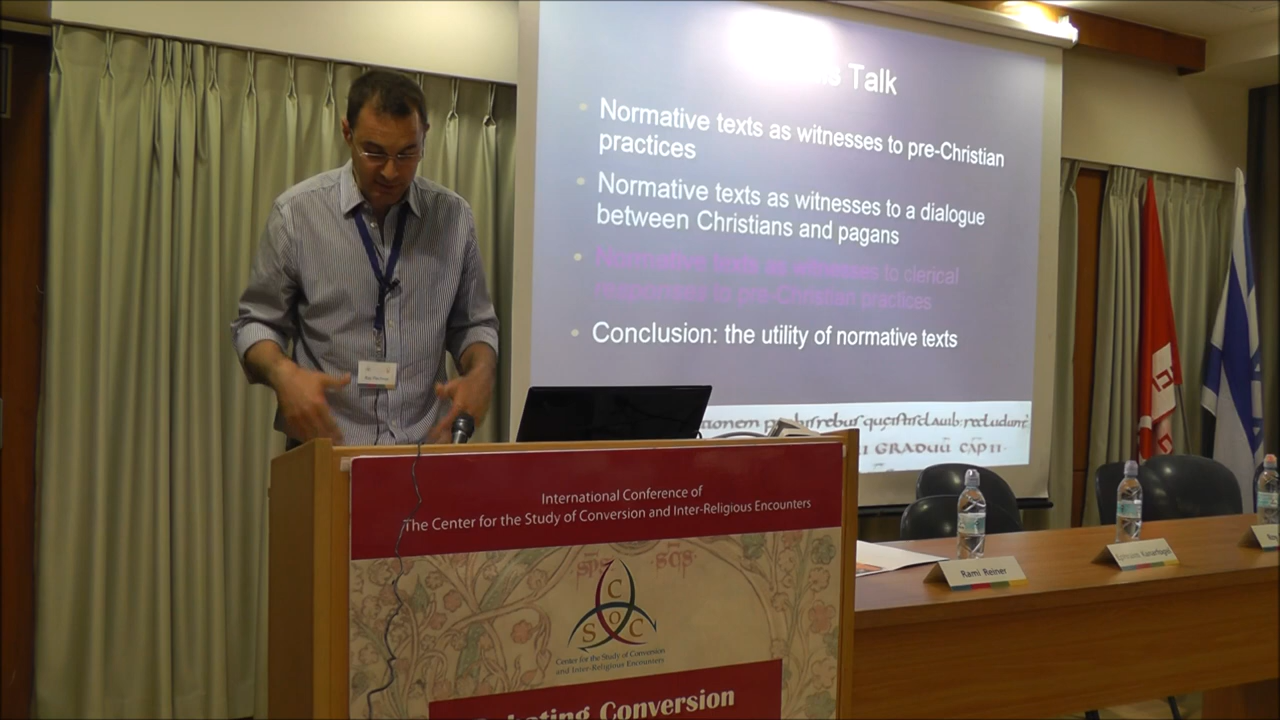 Talk
Normative texts as witnesses to pre-Christian
practices
Normative texts as witnesses to a dialogue
between Christians and pagans
Normative texts as witnesses to clerical
responses to pre-Christian practices
Conclusion: the utility of normative texts
GRADUU CAP II
International Conference of
The Center for the Study of Conversion and Inter-Religious Encounters
C
S O C
Center for the Study of Conversion
and Inter-Religious Encounters
Debating Conversion
Rami Reiner
Ephraim Kanarfogel